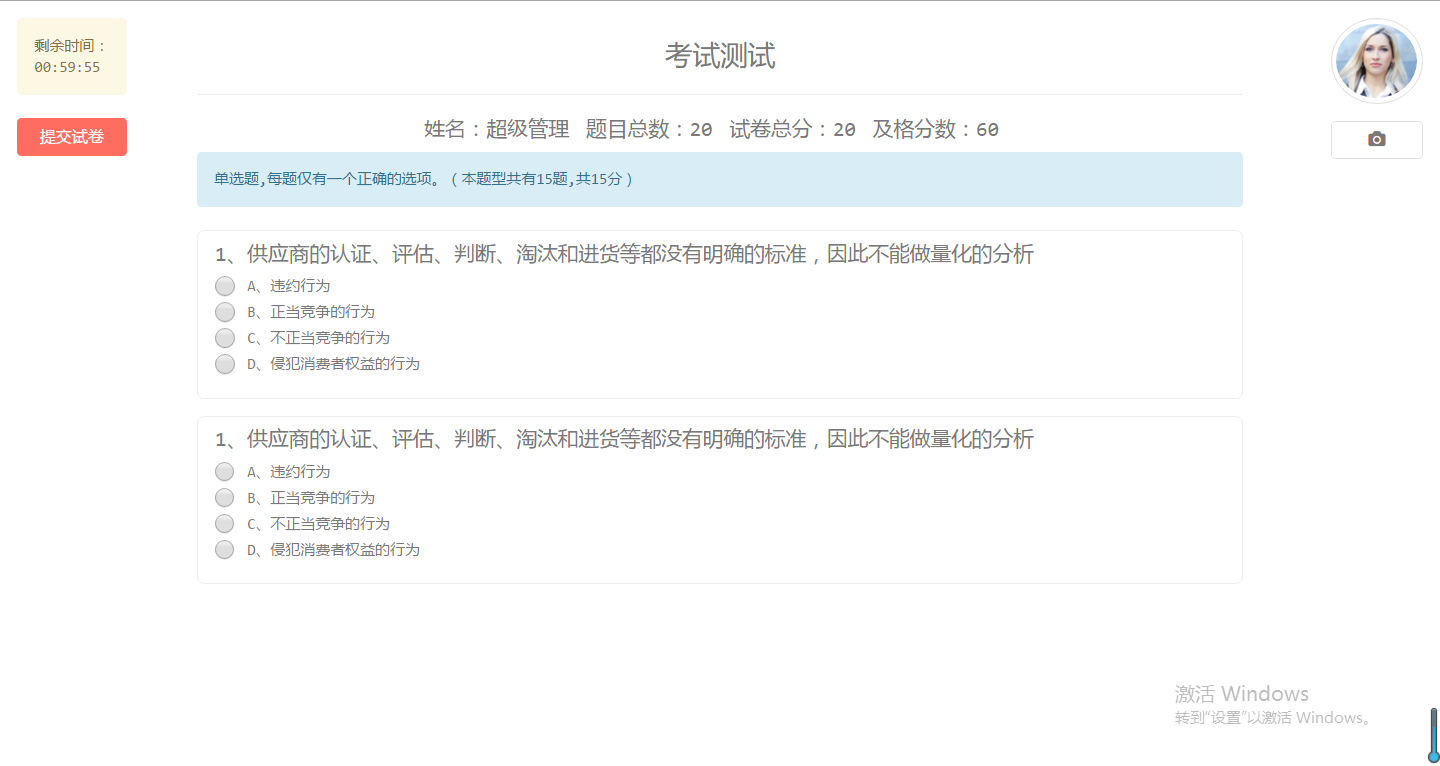 剩余时间：
00:59:55
提交试卷
考试测试
姓名：超级管理 题目总数：20 试卷总分：20 及格分数：60
单选题,每题仅有一个正确的选项。（本题型共有15题,共15分）
1、供应商的认证、评估、判断、淘汰和进货等都没有明确的标准，因此不能做量化的分析
A、违约行为
B、正当竞争的行为
C、不正当竞争的行为
D、侵犯消费者权益的行为
1、供应商的认证、评估、判断、淘汰和进货等都没有明确的标准，因此不能做量化的分析
A、违约行为
B、正当竞争的行为
C、不正当竞争的行为
D、侵犯消费者权益的行为
激活 Windows
转到"设置"以激活 Windows。